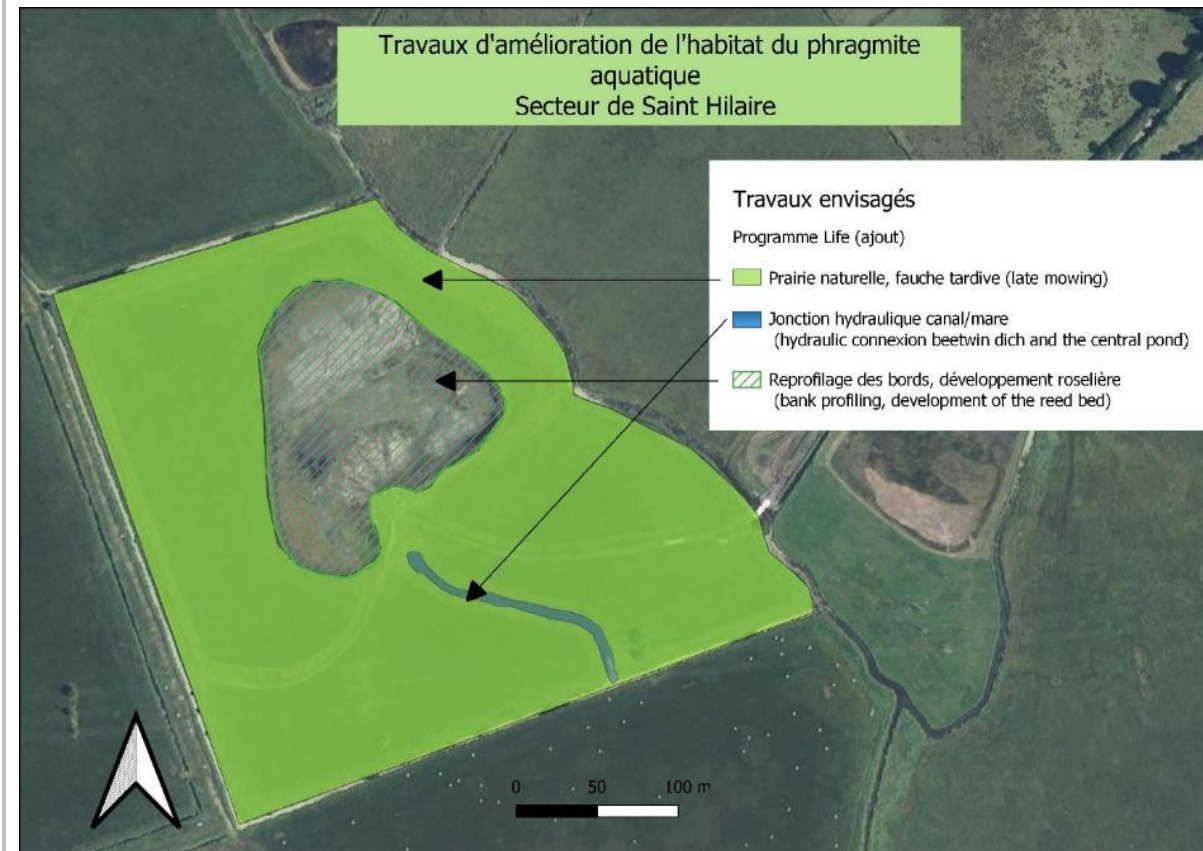 Travaux d'amélioration de l'habitat du phragmite
aquatique
Secteur de Saint Hilaire
Travaux envisagés
Programme Life (ajout)
Prairie naturelle, fauche tardive (late mowing)
Jonction hydraulique canal/mare
(hydraulic connexion beetwin dich and the central pond)
Reprofilage des bords, développement roselière
(bank profiling, development of the reed bed)
0 50 100 m